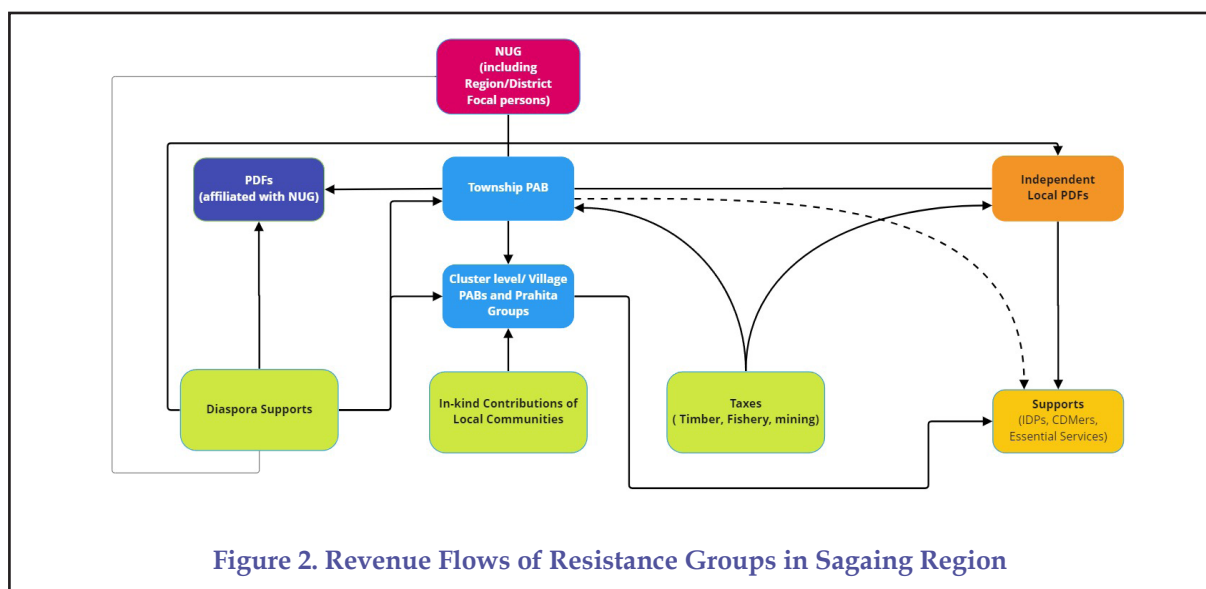 NUG
(including
Region/District
Focal persons)
PDFs
(affiliated with NUG)
Township PAB
Independent
Local PDFs
Cluster level/ Village
PABs and Prahita
Groups
Diaspora Supports
In-kind Contributions of
Local Communities
Taxes
( Timber, Fishery, mining)
Supports
(IDPs, CDMers,
Essential Services)
Figure 2. Revenue Flows of Resistance Groups in Sagaing Region